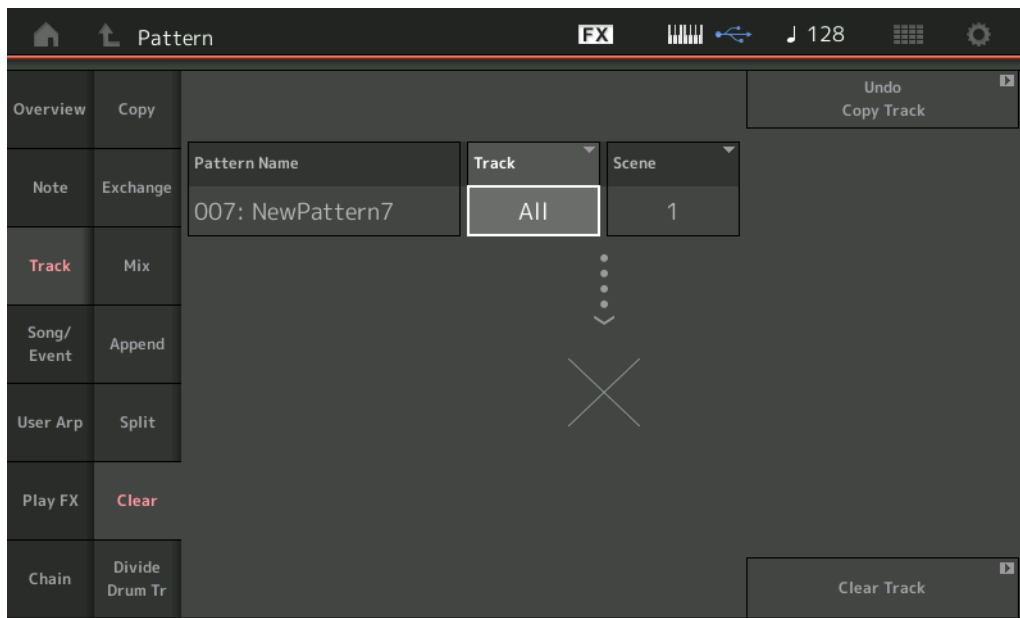 Pattern
FX
♩ 128
Overview
Copy
Undo
Copy Track
Note
Exchange
Pattern Name
Track
Scene
007: NewPattern7
All
1
Track
Mix
Song/
Event
Append
User Arp
Split
Play FX
Clear
Chain
Divide
Drum Tr
Clear Track